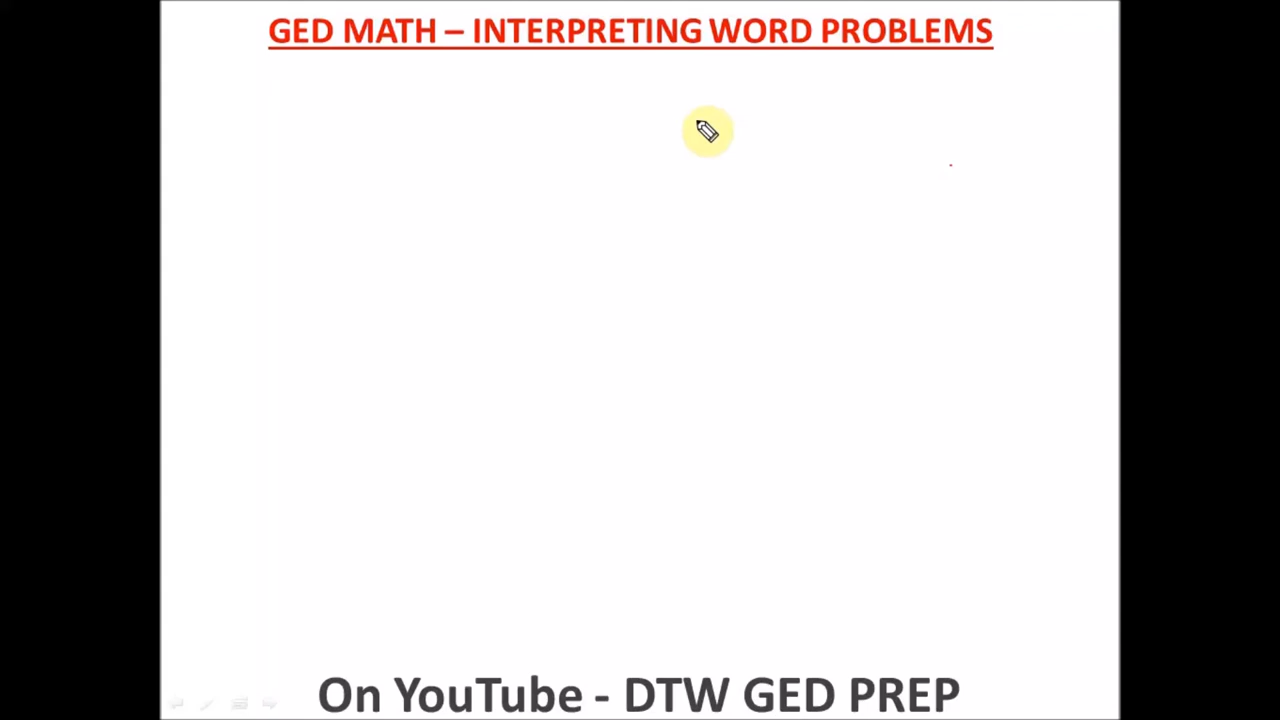 GED MATH – INTERPRETING WORD PROBLEMS
On YouTube - DTW GED PREP